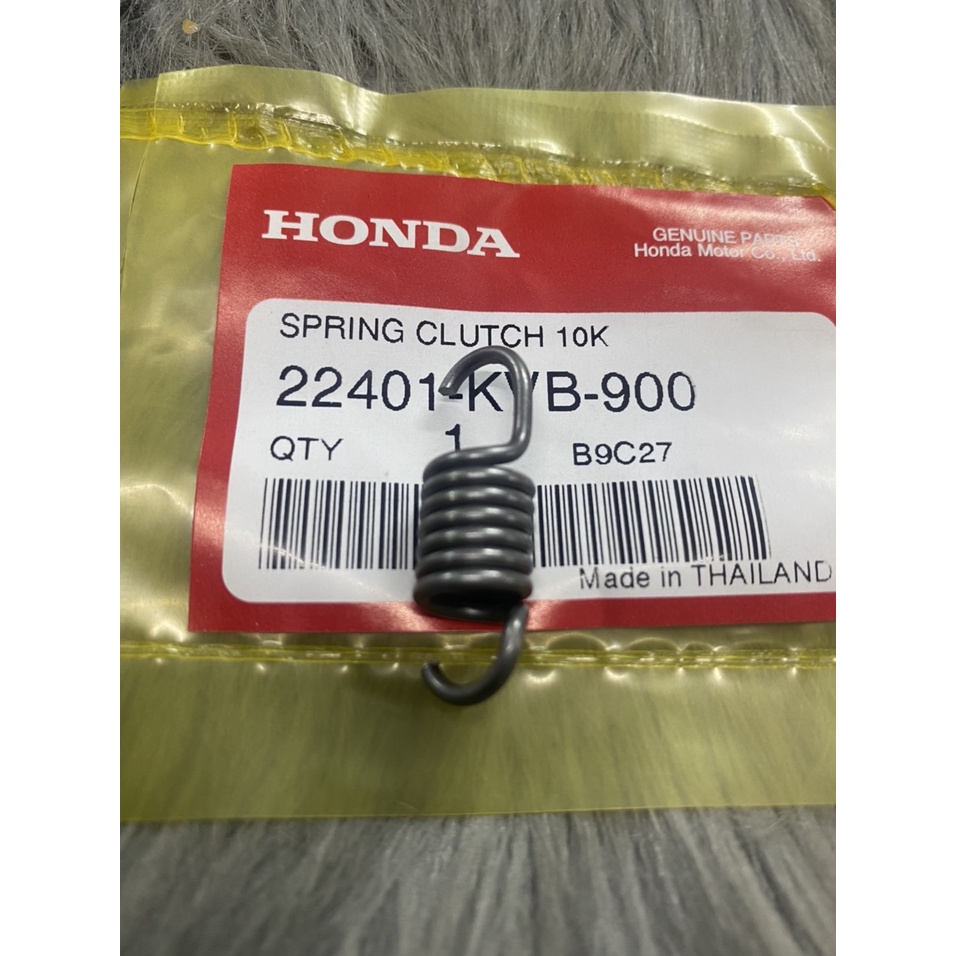 HONDA
GENUINE PARTS
Honda Motor Co., Ltd.
SPRING CLUTCH 10K
22401-KVB-900
QTY 1 B9C27
Made in THAILAND